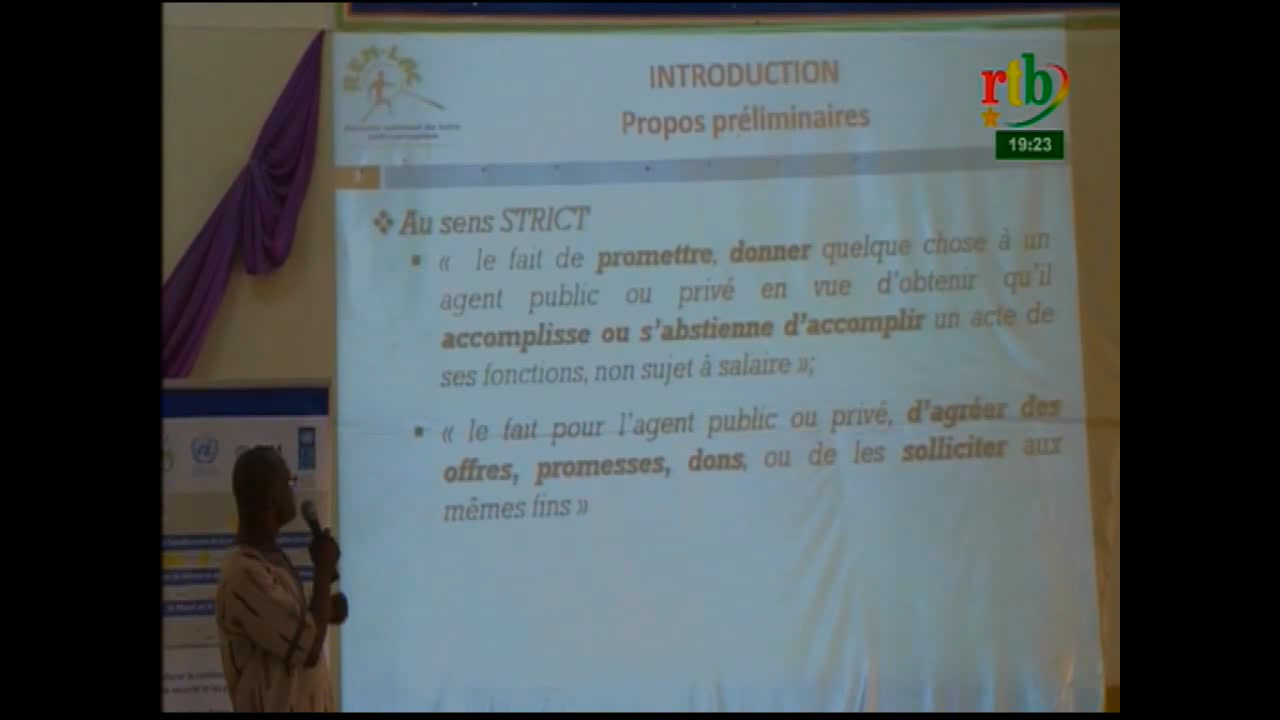 REN-LAC
INTRODUCTION
Propos préliminaires
rtb
19:23
3
❖ Au sens STRICT
▪ « le fait de promettre, donner quelque chose à un
agent public ou privé en vue d'obtenir qu'il
accomplisse ou s'abstienne d'accomplir un acte de
ses fonctions, non sujet à salaire »;
▪ « le fait pour l'agent public ou privé, d'agréer des
offres, promesses, dons, ou de les solliciter aux
mêmes fins »